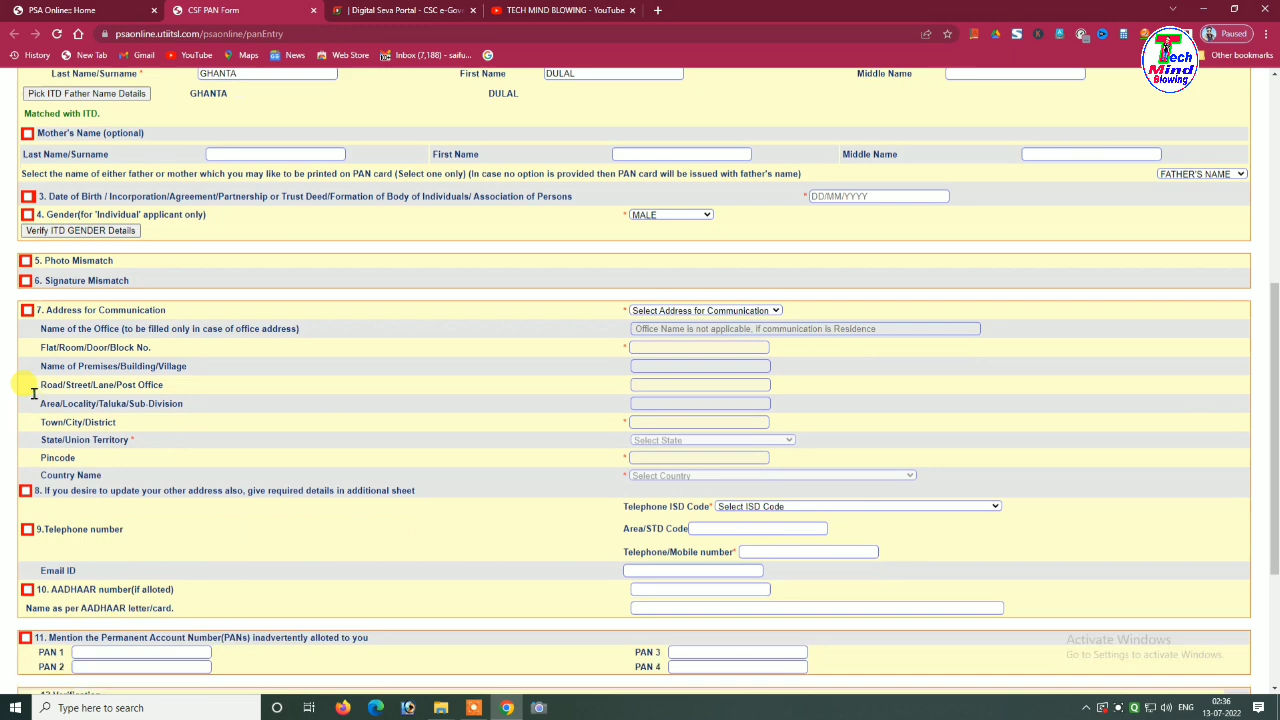 PSA Online : Home
CSF PAN
| Digital Seva Portal - CSC e-Gove
TECH MIND BLOWING - YouTube
psaonline.utiitsl.com/psaonline/panEntry
Paused
History
New Tab
Gmail
YouTube
Maps
News
Web Store
Inbox (7,188) - saifu...
Other bookmarks
Tech Mind Blowing
Last Name/Surname * GHANTA First Name DULAL Middle Name
Pick ITD Father Name Details GHANTA DULAL
Matched with ITD.
Mother's Name (optional)
Last Name/Surname First Name Middle Name
Select the name of either father or mother which you may like to be printed on PAN card (Select one only) (In case no option is provided then PAN card will be issued with father's name) FATHER'S NAME
3. Date of Birth / Incorporation/Agreement/Partnership or Trust Deed/Formation of Body of Individuals/ Association of Persons * DD/MM/YYYY
4. Gender(for 'Individual' applicant only) * MALE
Verify ITD GENDER Details
5. Photo Mismatch
6. Signature Mismatch
7. Address for Communication * Select Address for Communication
Name of the Office (to be filled only in case of office address) Office Name is not applicable, if communication is Residence
Flat/Room/Door/Block No. *
Name of Premises/Building/Village
Road/Street/Lane/Post Office
Area/Locality/Taluka/Sub-Division
Town/City/District *
State/Union Territory * Select State
Pincode *
Country Name * Select Country
8. If you desire to update your other address also, give required details in additional sheet
Telephone ISD Code* Select ISD Code
9.Telephone number Area/STD Code
Telephone/Mobile number*
Email ID
10. AADHAAR number(if alloted)
Name as per AADHAAR letter/card.
11. Mention the Permanent Account Number(PANs) inadvertently alloted to you
PAN 1 PAN 3
PAN 2 PAN 4
Activate Windows
Go to Settings to activate Windows.
Type here to search
02:36
13-07-2022